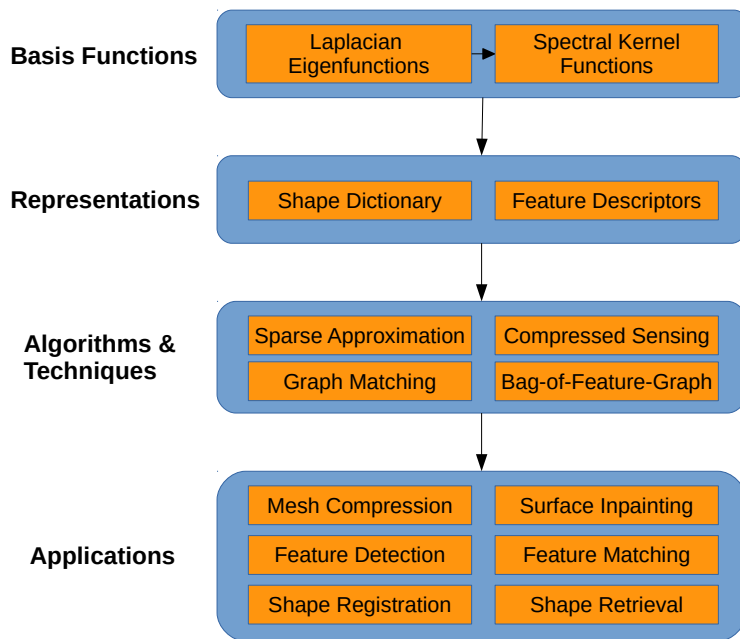 Basis Functions
Laplacian
Eigenfunctions
Spectral Kernel
Functions
Representations
Shape Dictionary
Feature Descriptors
Algorithms &
Techniques
Sparse Approximation
Compressed Sensing
Graph Matching
Bag-of-Feature-Graph
Applications
Mesh Compression
Surface Inpainting
Feature Detection
Feature Matching
Shape Registration
Shape Retrieval